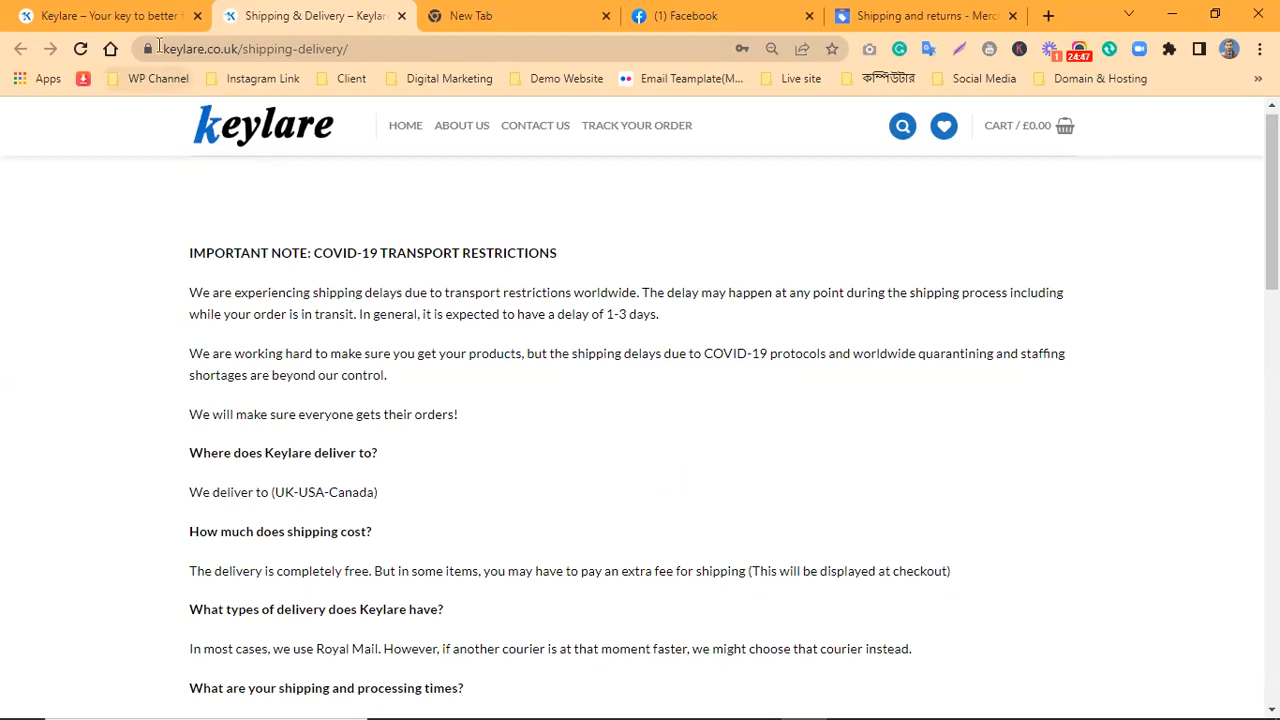 Keylare – Your key to better
Shipping & Delivery – Keylare
New Tab
(1) Facebook
Shipping and returns - Merc
keylare.co.uk/shipping-delivery/
1
24:47
Apps
WP Channel
Instagram Link
Client
Digital Marketing
Demo Website
Email Teamplate(M...
Live site
কম্পিউটার
Social Media
Domain & Hosting
keylare
HOME
ABOUT US
CONTACT US
TRACK YOUR ORDER
CART / £0.00
IMPORTANT NOTE: COVID-19 TRANSPORT RESTRICTIONS
We are experiencing shipping delays due to transport restrictions worldwide. The delay may happen at any point during the shipping process including
while your order is in transit. In general, it is expected to have a delay of 1-3 days.
We are working hard to make sure you get your products, but the shipping delays due to COVID-19 protocols and worldwide quarantining and staffing
shortages are beyond our control.
We will make sure everyone gets their orders!
Where does Keylare deliver to?
We deliver to (UK-USA-Canada)
How much does shipping cost?
The delivery is completely free. But in some items, you may have to pay an extra fee for shipping (This will be displayed at checkout)
What types of delivery does Keylare have?
In most cases, we use Royal Mail. However, if another courier is at that moment faster, we might choose that courier instead.
What are your shipping and processing times?